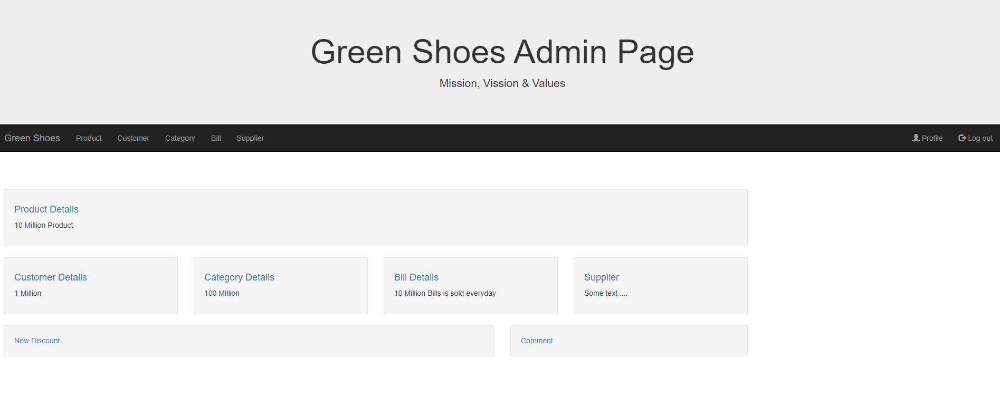 Green Shoes Admin Page
Mission, Vission & Values
Green Shoes Product Customer Category Bill Supplier Profile Log out
Product Details
10 Million Product
Customer Details
1 Million
Category Details
100 Million
Bill Details
10 Million Bills is sold everyday
Supplier
Some text ....
New Discount
Comment